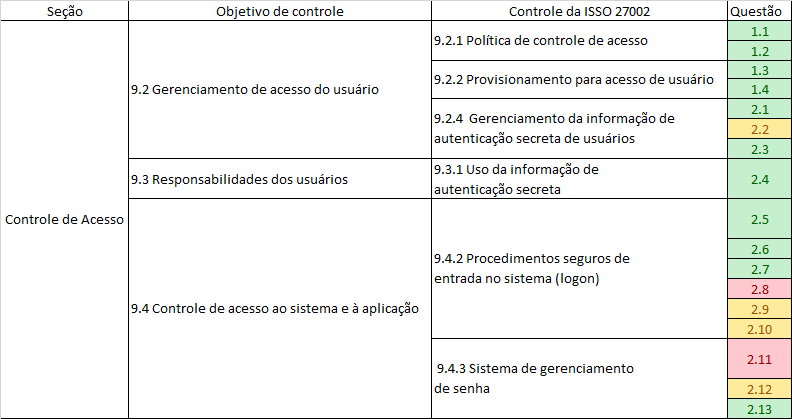 Seção Objetivo de controle Controle da ISSO 27002 Questão
Controle de Acesso
9.2 Gerenciamento de acesso do usuário
9.2.1 Política de controle de acesso
1.1
1.2
9.2.2 Provisionamento para acesso de usuário
1.3
1.4
9.2.4 Gerenciamento da informação de
autenticação secreta de usuários
2.1
2.2
2.3
9.3 Responsabilidades dos usuários
9.3.1 Uso da informação de
autenticação secreta
2.4
9.4 Controle de acesso ao sistema e à aplicação
9.4.2 Procedimentos seguros de
entrada no sistema (logon)
2.5
2.6
2.7
2.8
2.9
2.10
9.4.3 Sistema de gerenciamento
de senha
2.11
2.12
2.13